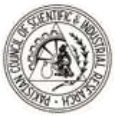 PAKISTAN COUNCIL OF SCIENTIFIC & INDUSTRIAL RESEARCH •